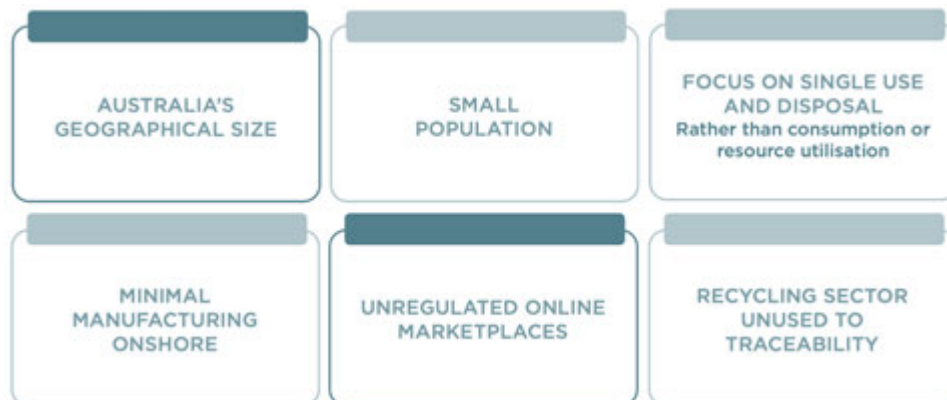 AUSTRALIA'S
GEOGRAPHICAL SIZE
SMALL
POPULATION
FOCUS ON SINGLE USE
AND DISPOSAL
Rather than consumption or
resource utilisation
MINIMAL
MANUFACTURING
ONSHORE
UNREGULATED ONLINE
MARKETPLACES
RECYCLING SECTOR
UNUSED TO
TRACEABILITY